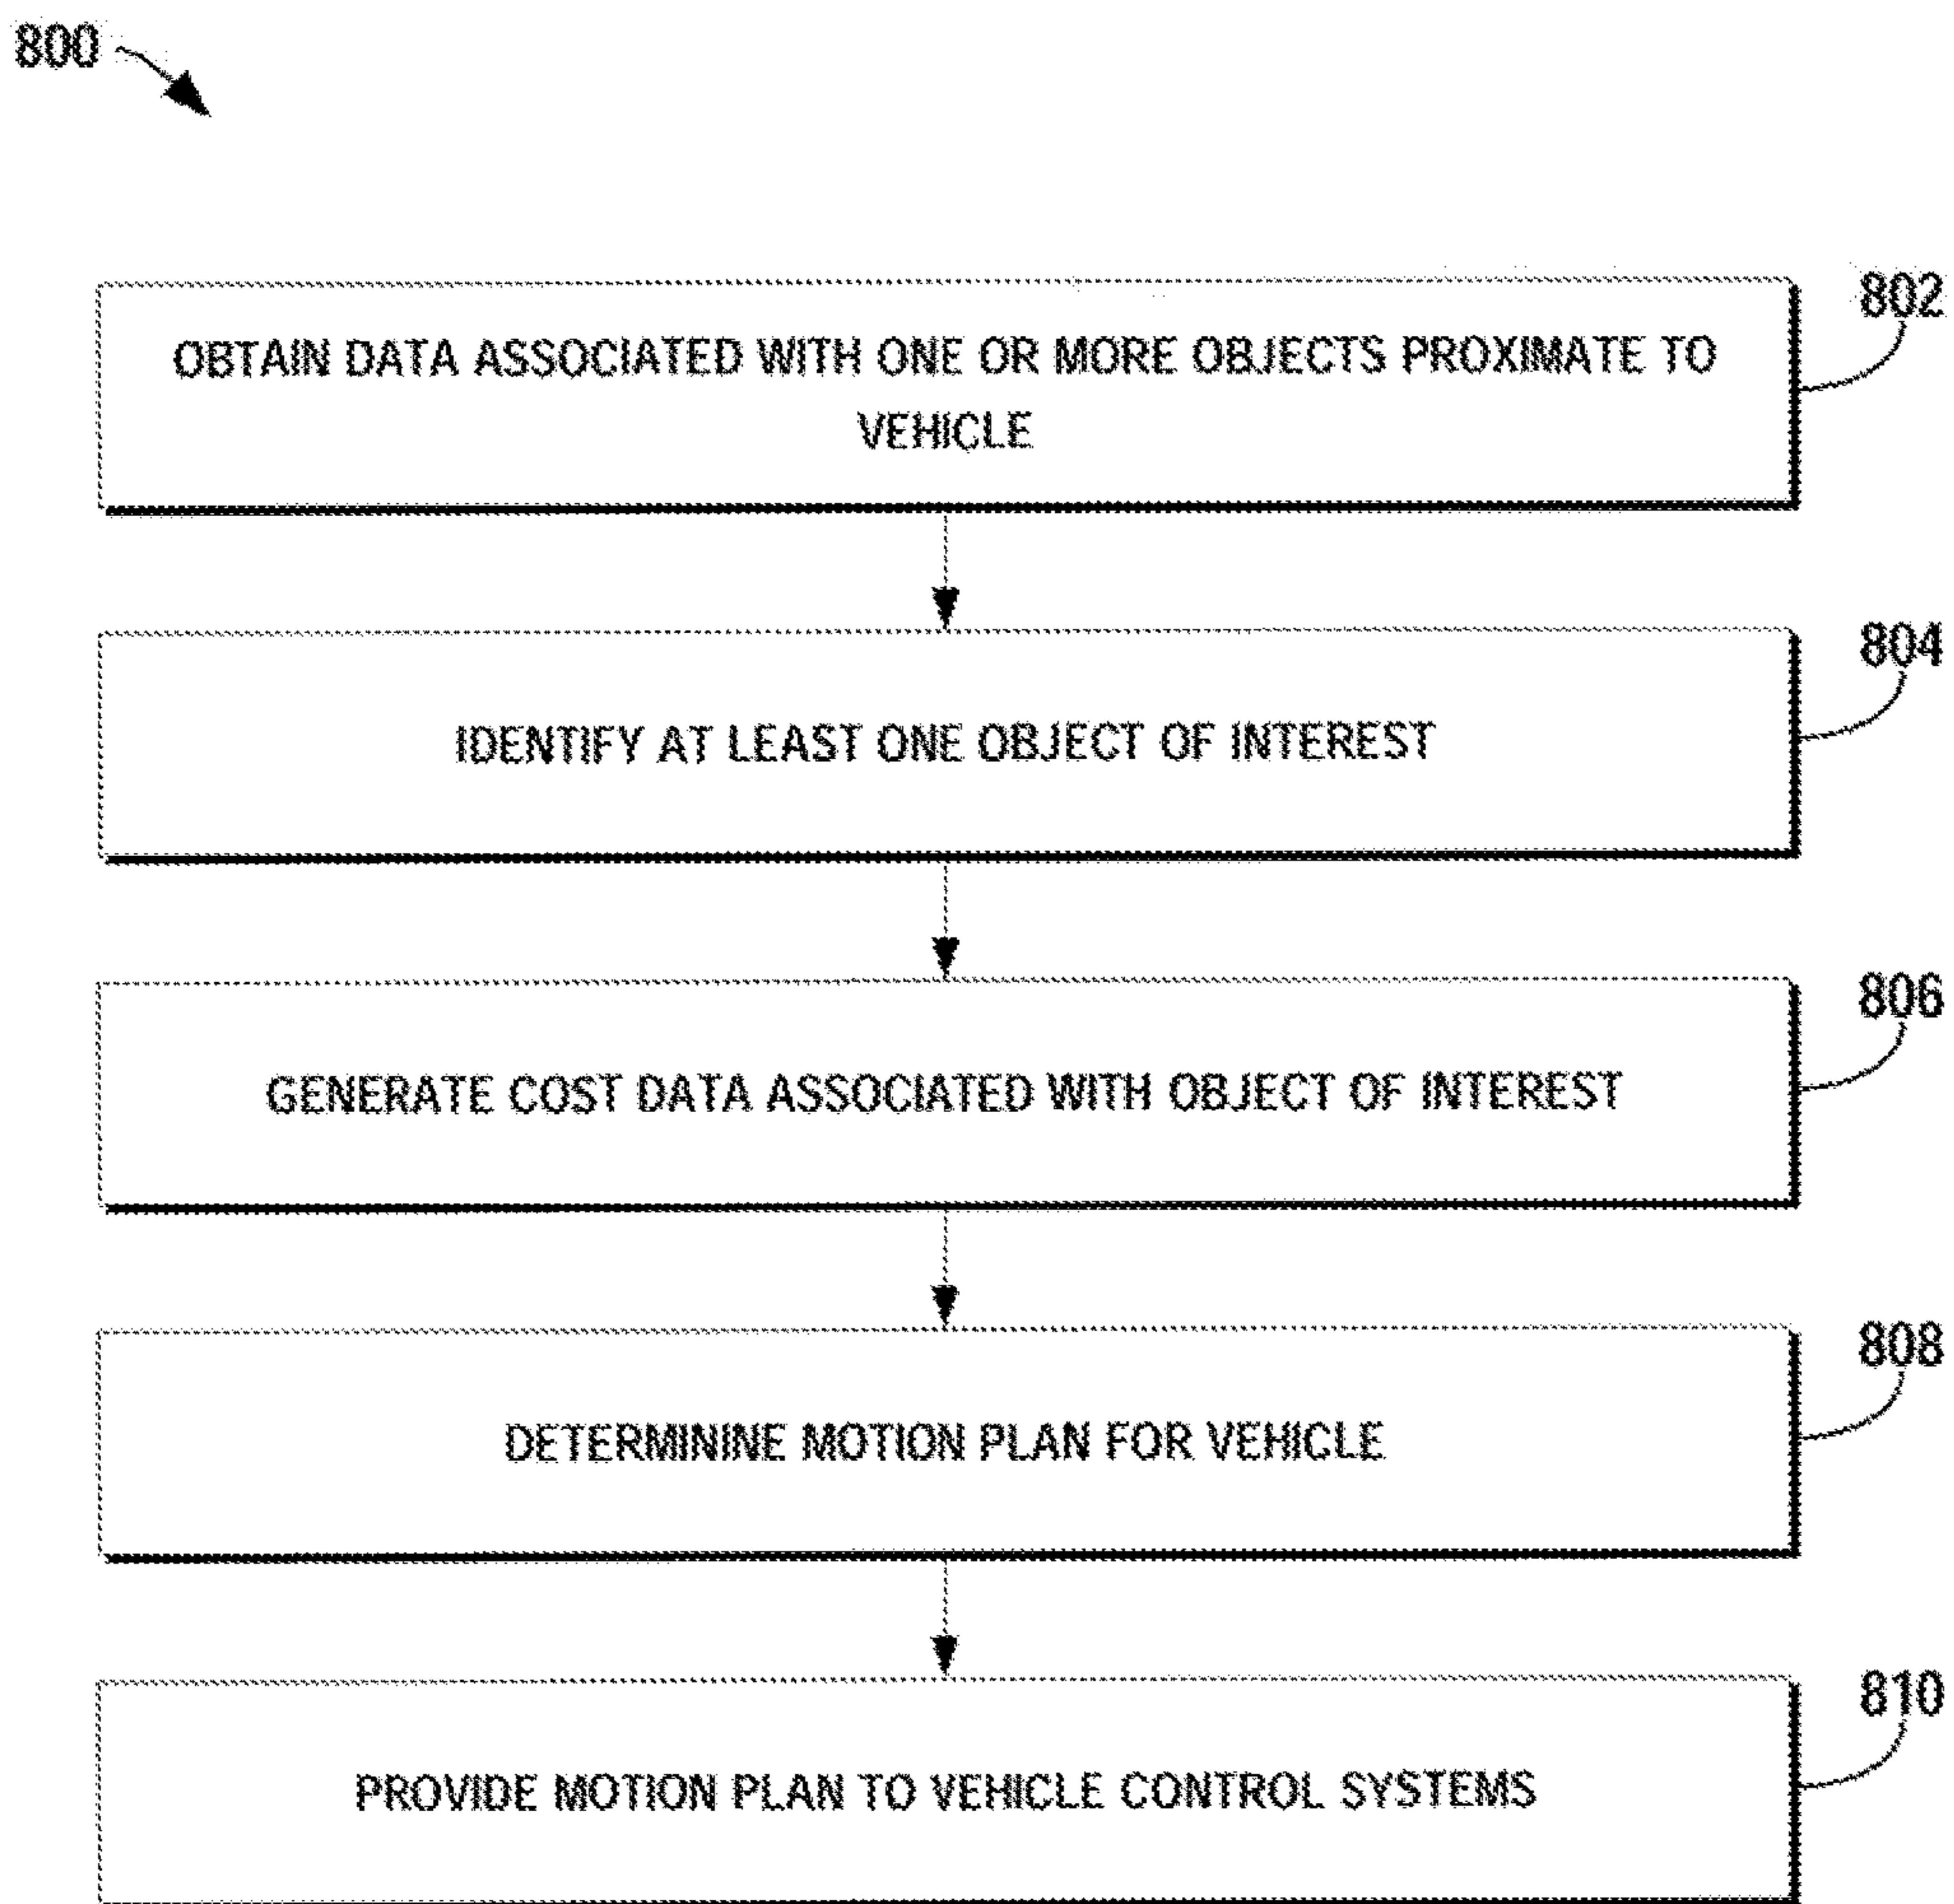 800
802
OBTAIN DATA ASSOCIATED WITH ONE OR MORE OBJECTS PROXIMATE TO
VEHICLE
804
IDENTIFY AT LEAST ONE OBJECT OF INTEREST
806
GENERATE COST DATA ASSOCIATED WITH OBJECT OF INTEREST
808
DETERMININE MOTION PLAN FOR VEHICLE
810
PROVIDE MOTION PLAN TO VEHICLE CONTROL SYSTEMS